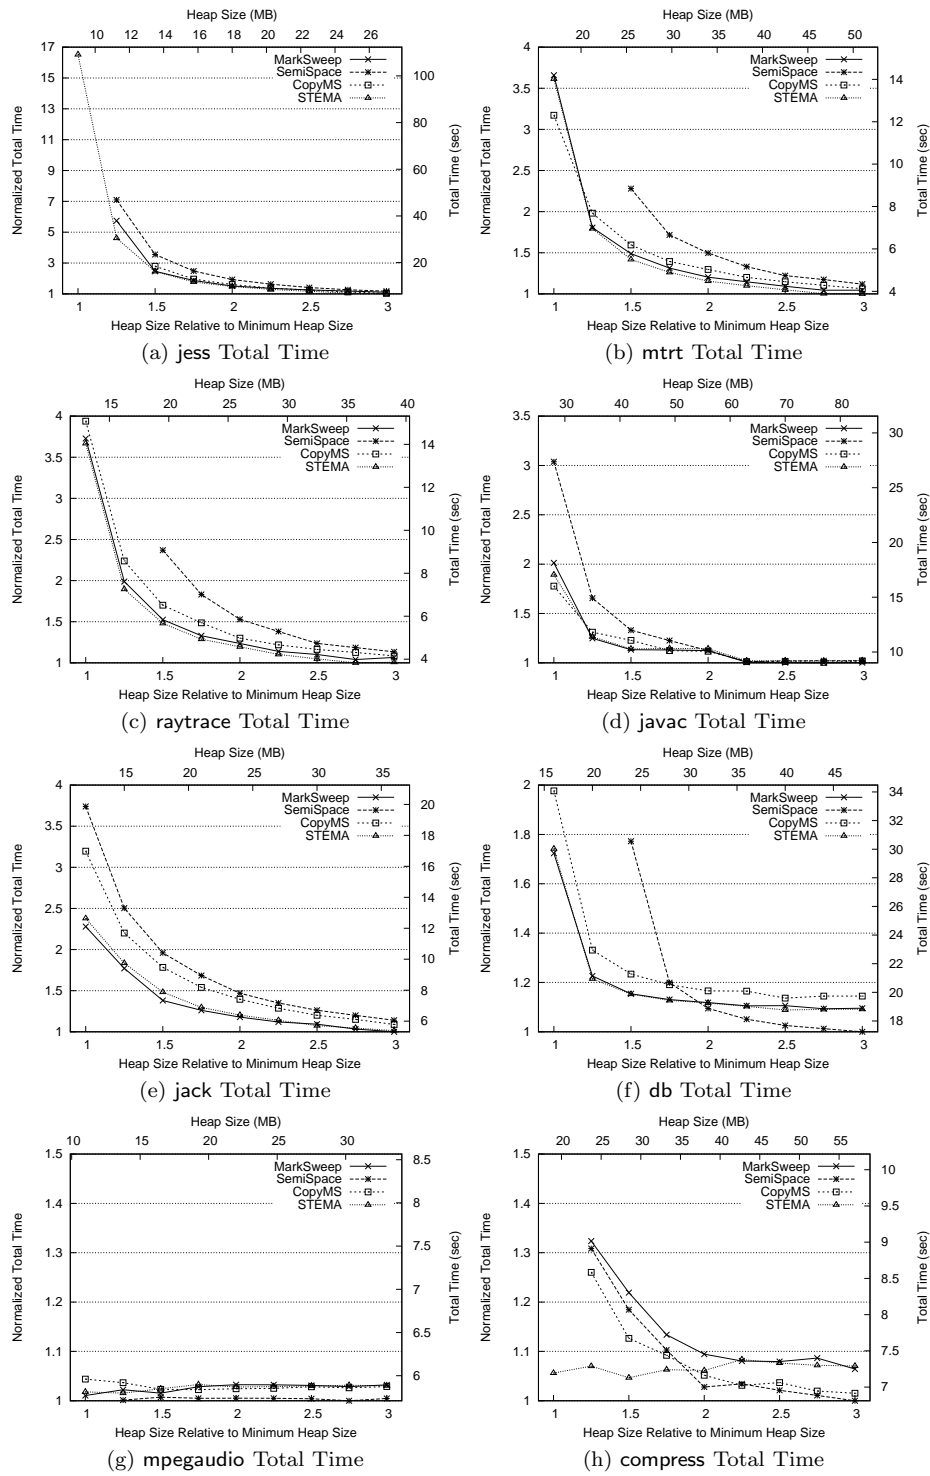 Heap Size (MB)
10 12 14 16 18 20 22 24 26
17
15
13
11
9
7
5
3
1
Normalized Total Time
MarkSweep
SemiSpace
CopyMS
STEMA
100
80
60
40
20
Total Time (sec)
1 1.5 2 2.5 3
Heap Size Relative to Minimum Heap Size
(a) jess Total Time
Heap Size (MB)
20 25 30 35 40 45 50
4
3.5
3
2.5
2
1.5
1
Normalized Total Time
MarkSweep
SemiSpace
CopyMS
STEMA
14
12
10
8
6
4
Total Time (sec)
1 1.5 2 2.5 3
Heap Size Relative to Minimum Heap Size
(b) mtrt Total Time
Heap Size (MB)
15 20 25 30 35 40
4
3.5
3
2.5
2
1.5
1
Normalized Total Time
MarkSweep
SemiSpace
CopyMS
STEMA
14
12
10
8
6
4
Total Time (sec)
1 1.5 2 2.5 3
Heap Size Relative to Minimum Heap Size
(c) raytrace Total Time
Heap Size (MB)
30 40 50 60 70 80
3.5
3
2.5
2
1.5
1
Normalized Total Time
MarkSweep
SemiSpace
CopyMS
STEMA
30
25
20
15
10
Total Time (sec)
1 1.5 2 2.5 3
Heap Size Relative to Minimum Heap Size
(d) javac Total Time
Heap Size (MB)
15 20 25 30 35
4
3.5
3
2.5
2
1.5
1
Normalized Total Time
MarkSweep
SemiSpace
CopyMS
STEMA
20
18
16
14
12
10
8
6
Total Time (sec)
1 1.5 2 2.5 3
Heap Size Relative to Minimum Heap Size
(e) jack Total Time
Heap Size (MB)
16 20 24 28 32 36 40 44
2
1.8
1.6
1.4
1.2
1
Normalized Total Time
MarkSweep
SemiSpace
CopyMS
STEMA
34
32
30
28
26
24
22
20
18
Total Time (sec)
1 1.5 2 2.5 3
Heap Size Relative to Minimum Heap Size
(f) db Total Time
Heap Size (MB)
10 15 20 25 30
1.5
1.4
1.3
1.2
1.1
1
Normalized Total Time
MarkSweep
SemiSpace
CopyMS
STEMA
8.5
8
7.5
7
6.5
6
Total Time (sec)
1 1.5 2 2.5 3
Heap Size Relative to Minimum Heap Size
(g) mpegaudio Total Time
Heap Size (MB)
20 25 30 35 40 45 50 55
1.5
1.4
1.3
1.2
1.1
1
Normalized Total Time
MarkSweep
SemiSpace
CopyMS
STEMA
10
9.5
9
8.5
8
7.5
7
Total Time (sec)
1 1.5 2 2.5 3
Heap Size Relative to Minimum Heap Size
(h) compress Total Time